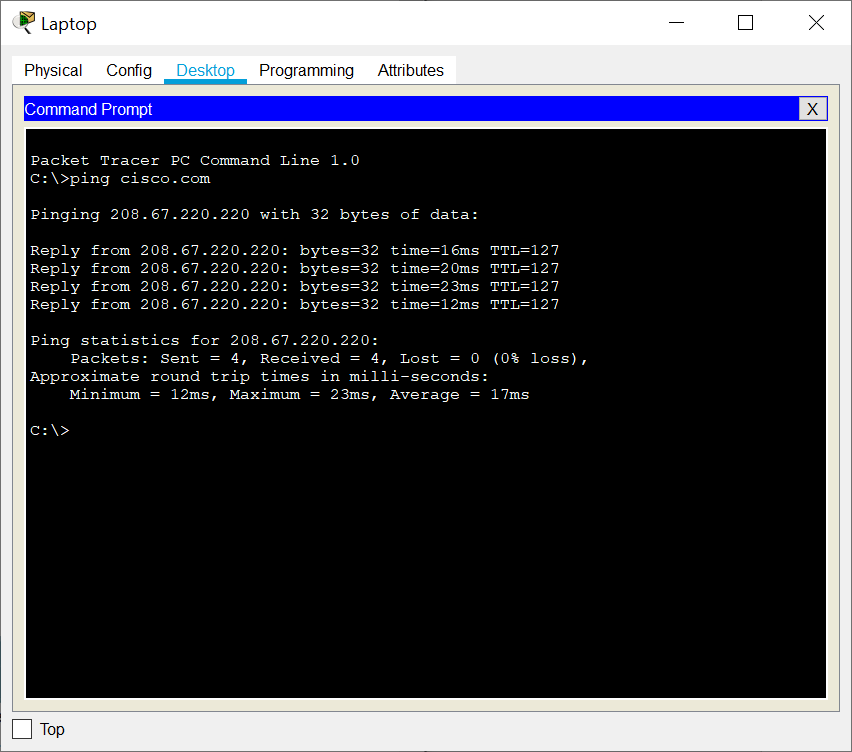 Laptop
Physical Config Desktop Programming Attributes
Command Prompt X
Packet Tracer PC Command Line 1.0
C:\>ping cisco.com
Pinging 208.67.220.220 with 32 bytes of data:
Reply from 208.67.220.220: bytes=32 time=16ms TTL=127
Reply from 208.67.220.220: bytes=32 time=20ms TTL=127
Reply from 208.67.220.220: bytes=32 time=23ms TTL=127
Reply from 208.67.220.220: bytes=32 time=12ms TTL=127
Ping statistics for 208.67.220.220:
Packets: Sent = 4, Received = 4, Lost = 0 (0% loss),
Approximate round trip times in milli-seconds:
Minimum = 12ms, Maximum = 23ms, Average = 17ms
C:\>
Top